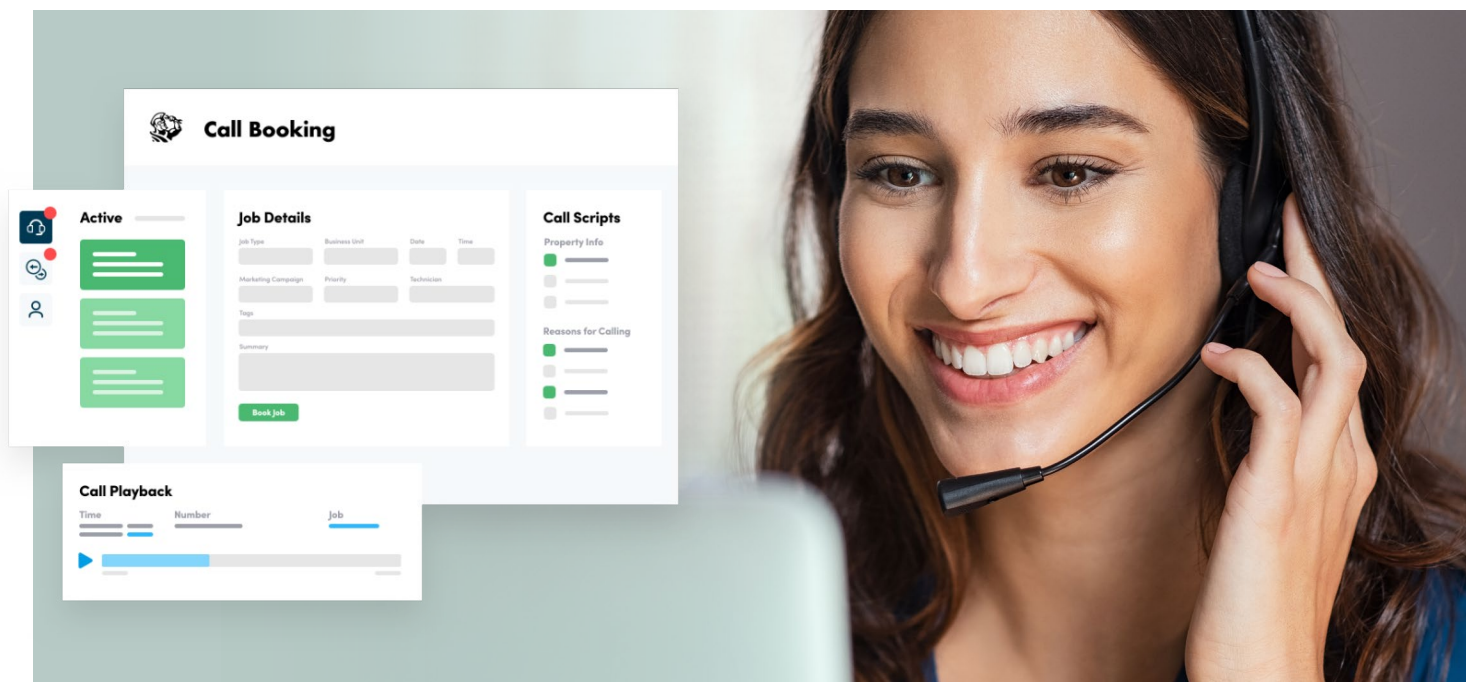 Call Booking
Active
Job Details
Job Type
Business Unit
Date
Time
Marketing Campaign
Priority
Technician
Tags
Summary
Book Job
Call Scripts
Property Info
Reasons for Calling
Call Playback
Time
Number
Job